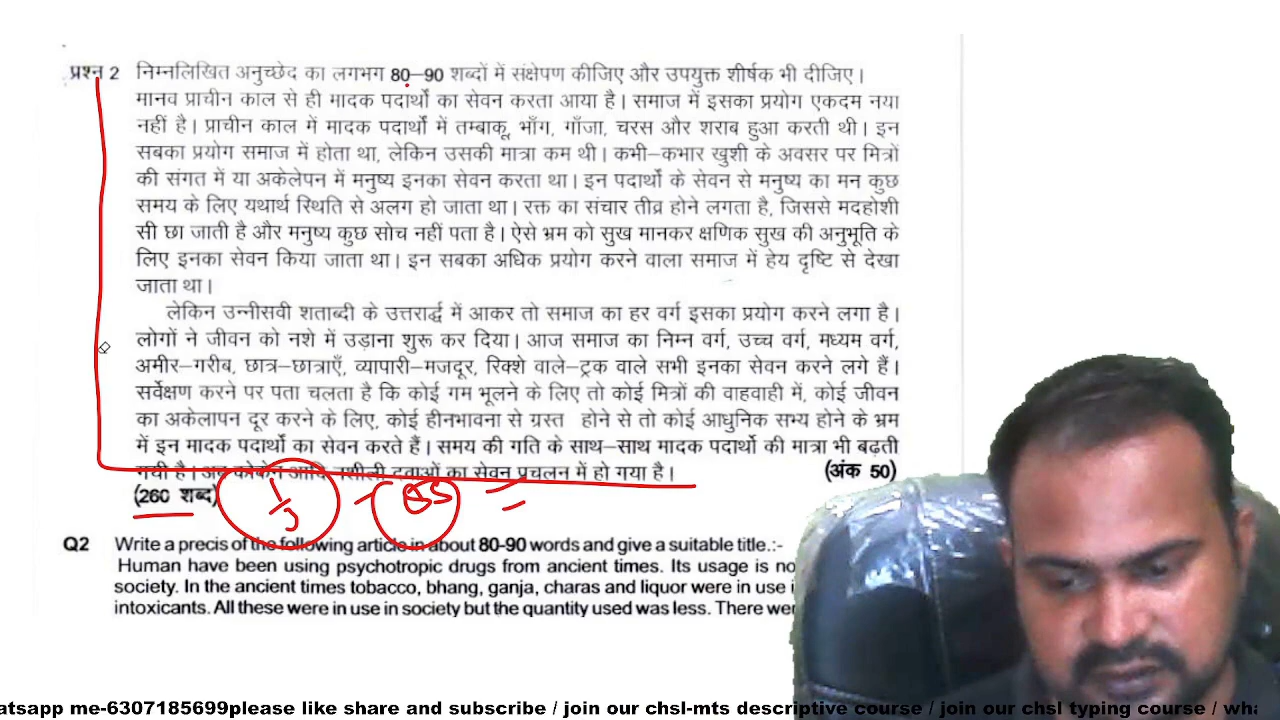 प्रश्न 2 निम्नलिखित अनुच्छेद का लगभग 80–90 शब्दों में संक्षेपण कीजिए और उपयुक्त शीर्षक भी दीजिए।
मानव प्राचीन काल से ही मादक पदार्थों का सेवन करता आया है। समाज में इसका प्रयोग एकदम नया
नहीं है। प्राचीन काल में मादक पदार्थों में तम्बाकू, भाँग, गाँजा, चरस और शराब हुआ करती थी। इन
सबका प्रयोग समाज में होता था, लेकिन उसकी मात्रा कम थी। कभी–कभार खुशी के अवसर पर मित्रों
की संगत में या अकेलेपन में मनुष्य इनका सेवन करता था। इन पदार्थों के सेवन से मनुष्य का मन कुछ
समय के लिए यथार्थ स्थिति से अलग हो जाता था। रक्त का संचार तीव्र होने लगता है, जिससे मदहोशी
सी छा जाती है और मनुष्य कुछ सोच नहीं पता है। ऐसे भ्रम को सुख मानकर क्षणिक सुख की अनुभूति के
लिए इनका सेवन किया जाता था। इन सबका अधिक प्रयोग करने वाला समाज में हेय दृष्टि से देखा
जाता था।
लेकिन उन्नीसवी शताब्दी के उत्तरार्द्ध में आकर तो समाज का हर वर्ग इसका प्रयोग करने लगा है।
लोगों ने जीवन को नशे में उड़ाना शुरू कर दिया। आज समाज का निम्न वर्ग, उच्च वर्ग, मध्यम वर्ग,
अमीर–गरीब, छात्र–छात्राएँ, व्यापारी–मजदूर, रिक्शे वाले–ट्रक वाले सभी इनका सेवन करने लगे हैं।
सर्वेक्षण करने पर पता चलता है कि कोई गम भूलने के लिए तो कोई मित्रों की वाहवाही में, कोई जीवन
का अकेलापन दूर करने के लिए, कोई हीनभावना से ग्रस्त होने से तो कोई आधुनिक सभ्य होने के भ्रम
में इन मादक पदार्थों का सेवन करते हैं। समय की गति के साथ–साथ मादक पदार्थों की मात्रा भी बढ़ती
गयी है। अब कोकीन आदि नशीली दवाओं का सेवन प्रचलन में हो गया है। (अंक 50)
(260 शब्द) 1/3 - 85 =
Q2 Write a precis of the following article in about 80-90 words and give a suitable title.:-
Human have been using psychotropic drugs from ancient times. Its usage is no
society. In the ancient times tobacco, bhang, ganja, charas and liquor were in use i
intoxicants. All these were in use in society but the quantity used was less. There wer
atsapp me-6307185699please like share and subscribe / join our chsl-mts descriptive course / join our chsl typing course / wha